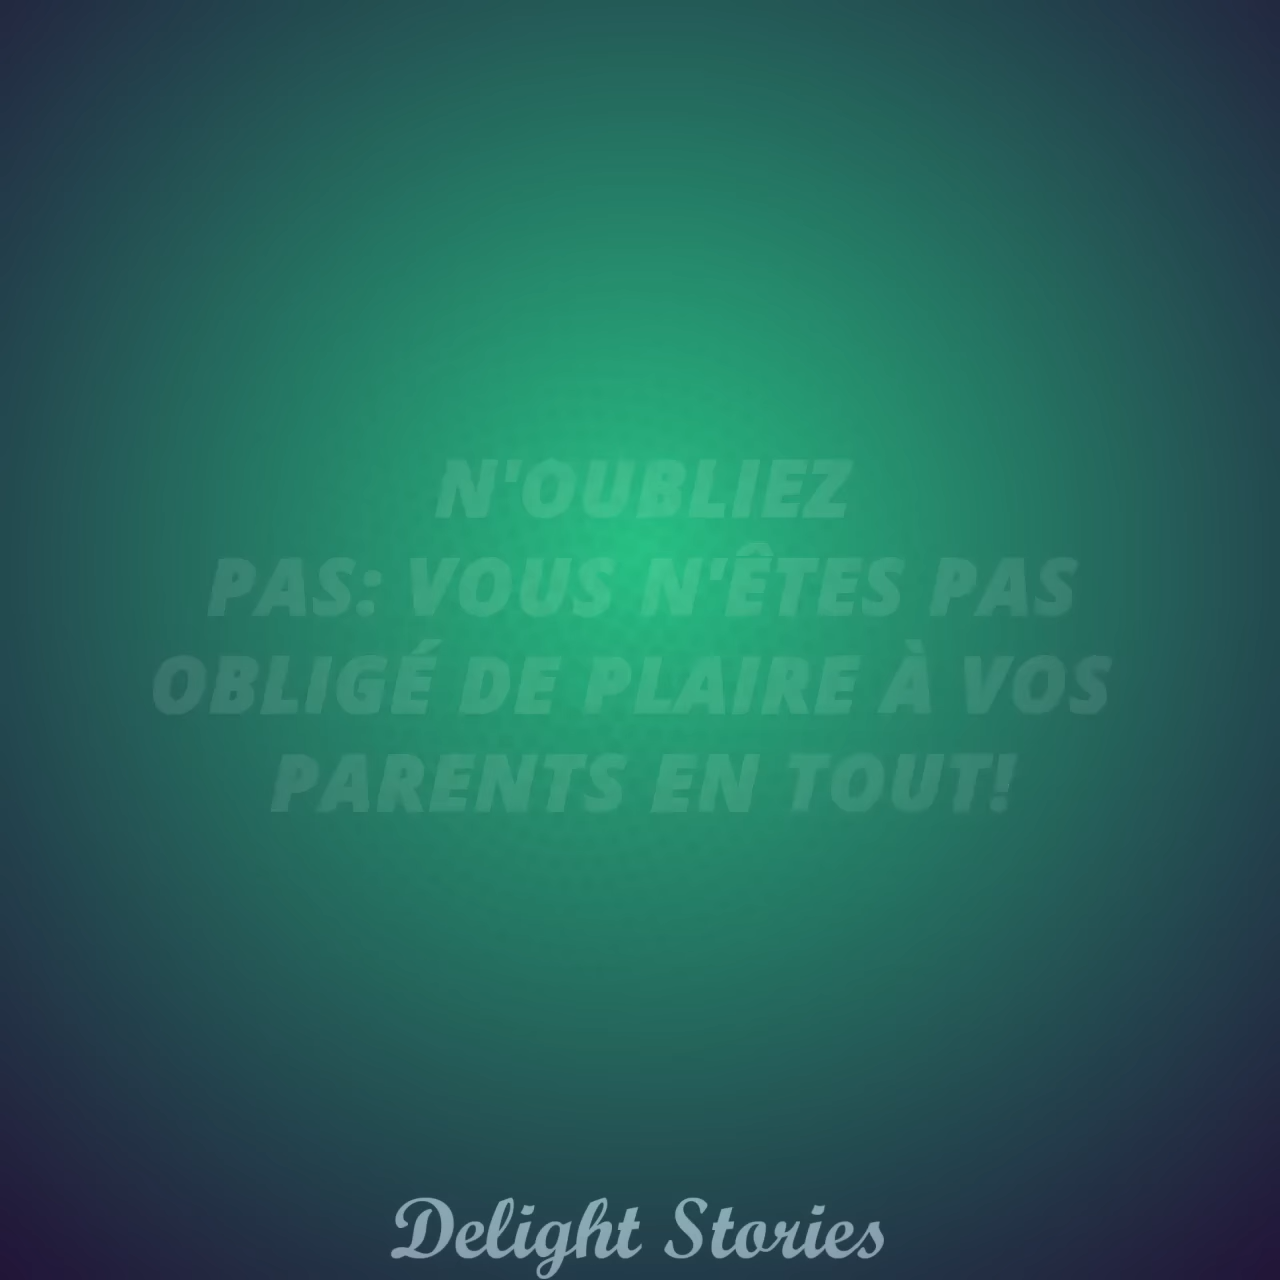 N'OUBLIEZ
PAS: VOUS N'ÊTES PAS
OBLIGÉ DE PLAIRE À VOS
PARENTS EN TOUT!
Delight Stories